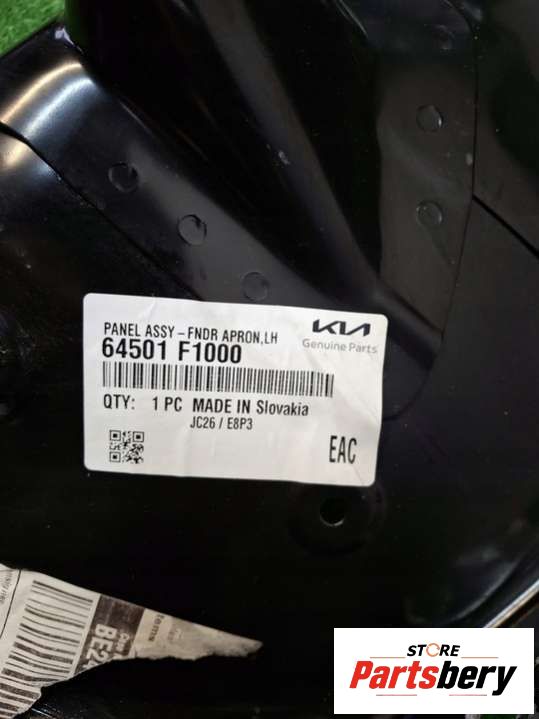 PANEL ASSY-FNDR APRON,LH
KIA
64501 F1000
Genuine Parts
QTY: 1 PC MADE IN Slovakia
JC26 / E8P3
EAC
STORE
Partsbery